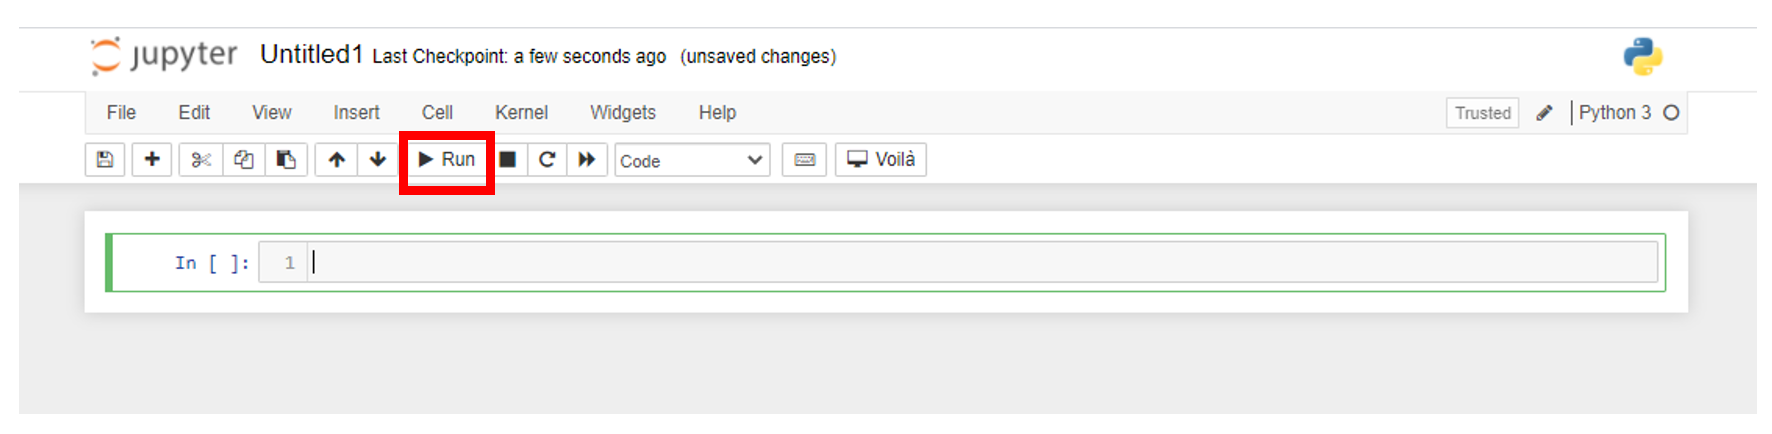 jupyter Untitled1 Last Checkpoint: a few seconds ago (unsaved changes)
File Edit View Insert Cell Kernel Widgets Help Trusted Python 3
Run Code Voilà
In [ ]: 1